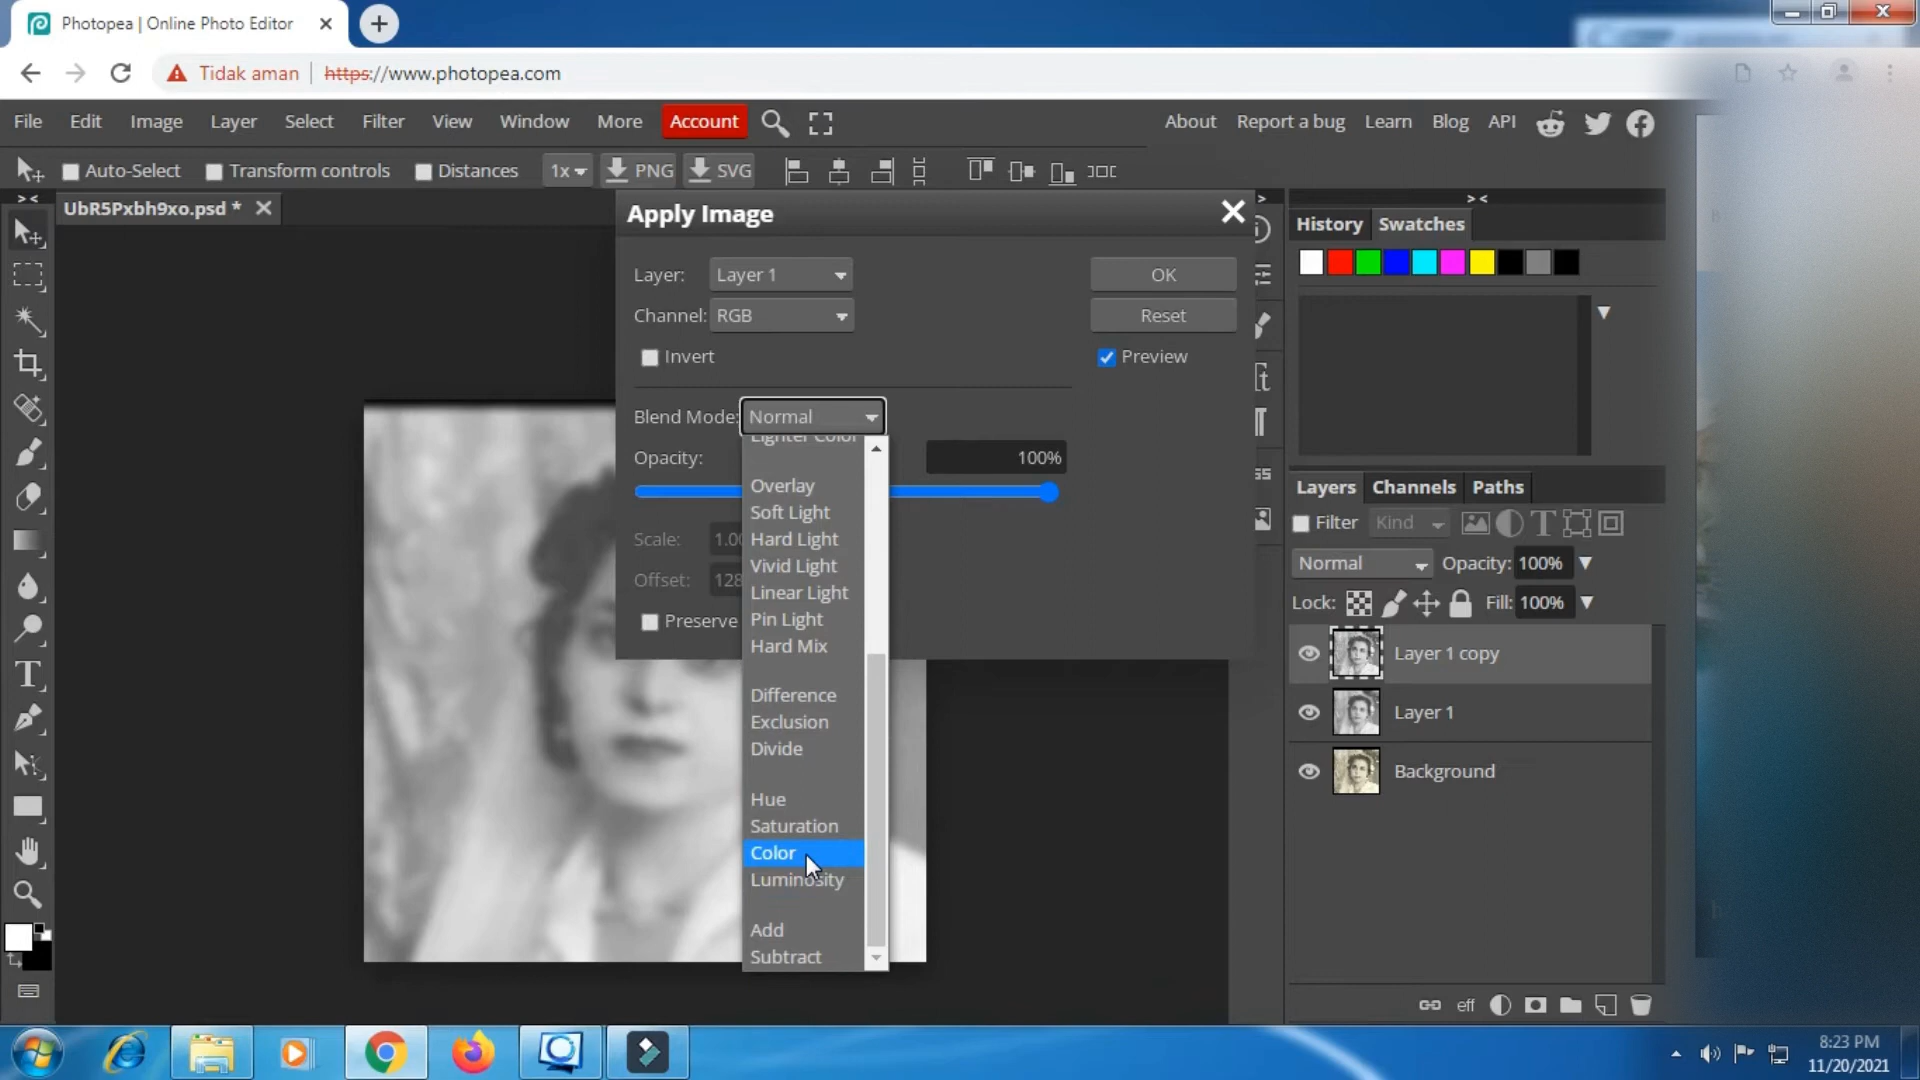 Photopea | Online Photo Editor
Tidak aman
https://www.photopea.com
File Edit Image Layer Select Filter View Window More Account
About Report a bug Learn Blog API
Auto-Select Transform controls Distances 1x PNG SVG
UbR5Pxbh9xo.psd *
Apply Image
Layer: Layer 1
OK
Channel: RGB
Reset
Invert
Preview
Blend Mode: Normal
Lighter Color
Opacity: 100%
Overlay
Soft Light
Hard Light
Scale:
Vivid Light
Offset: 128
Linear Light
Pin Light
Preserve
Hard Mix
Difference
Exclusion
Divide
Hue
Saturation
Color
Luminosity
Add
Subtract
History Swatches
Layers Channels Paths
Filter Kind
Normal Opacity: 100%
Lock: Fill: 100%
Layer 1 copy
Layer 1
Background
eff
8:23 PM
11/20/2021